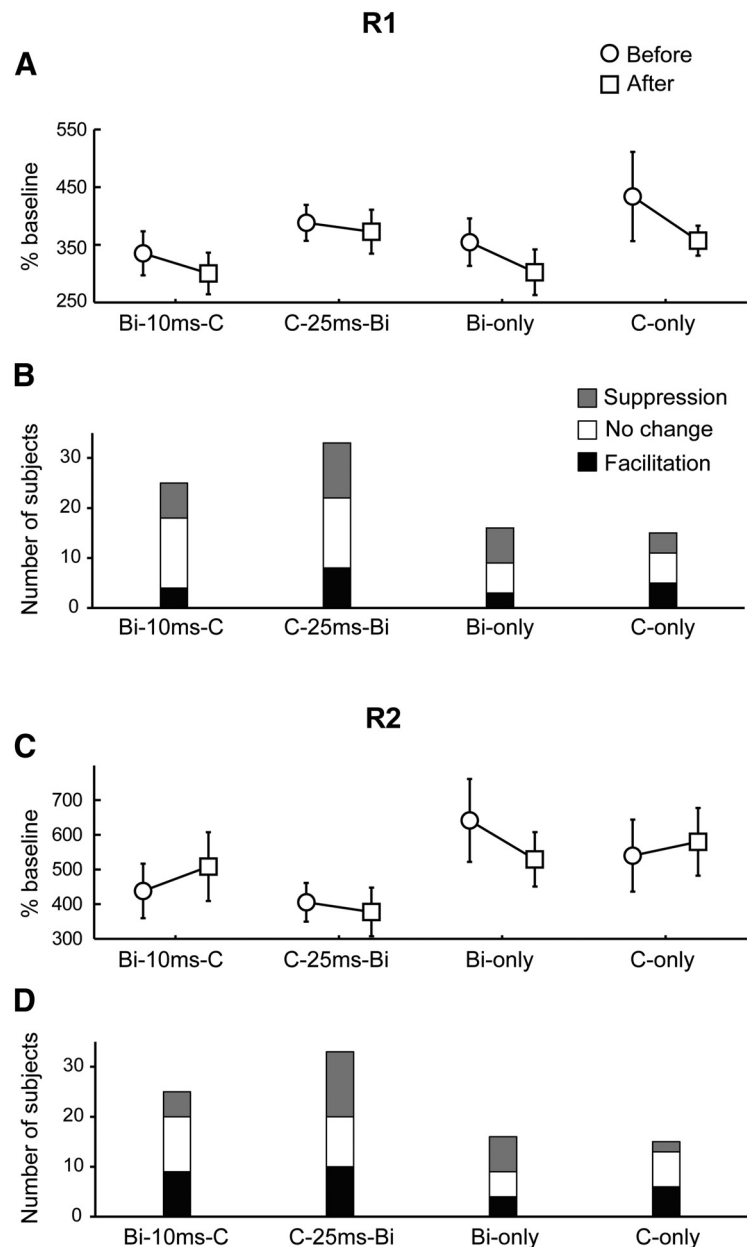 R1
A
Before
After
% baseline
550
450
350
250
Bi-10ms-C C-25ms-Bi Bi-only C-only
B
Suppression
No change
Facilitation
Number of subjects
30
20
10
0
Bi-10ms-C C-25ms-Bi Bi-only C-only
R2
C
% baseline
700
600
500
400
300
Bi-10ms-C C-25ms-Bi Bi-only C-only
D
Number of subjects
30
20
10
0
Bi-10ms-C C-25ms-Bi Bi-only C-only